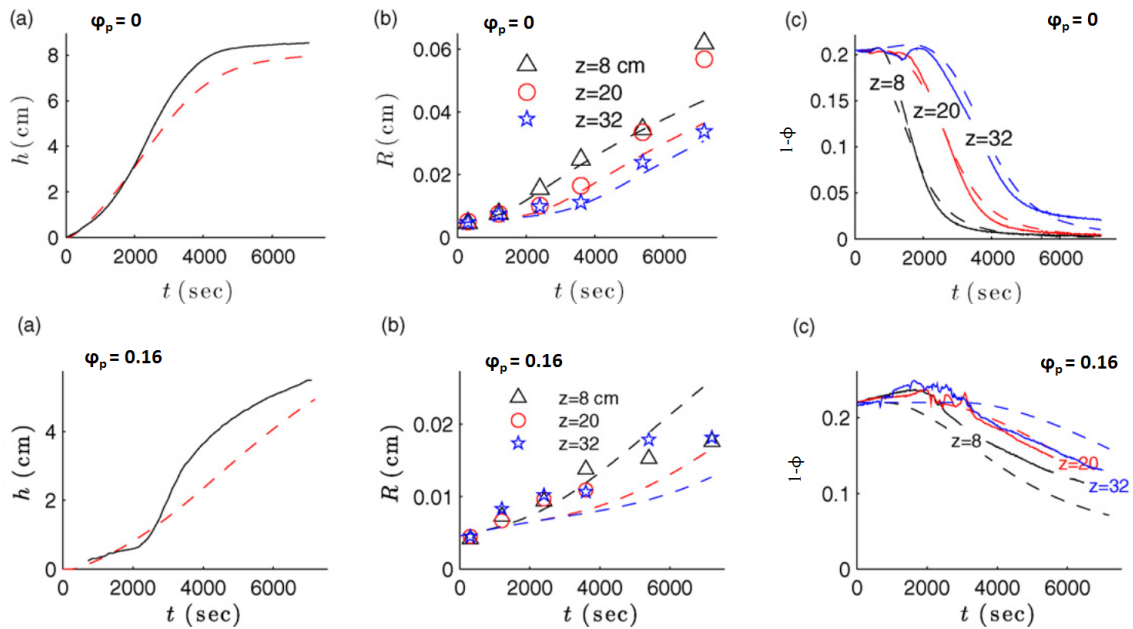 (a)
φp = 0
8
6
4
2
0
h (cm)
0
2000
4000
6000
t (sec)
(b)
φp = 0
0.06
0.04
0.02
0
R (cm)
z=8 cm
z=20
z=32
0
2000
4000
6000
t (sec)
(c)
φp = 0
0.2
0.15
0.1
0.05
0
1-ϕ
z=8
z=20
z=32
0
2000
4000
6000
t (sec)
(a)
φp = 0.16
4
2
0
h (cm)
0
2000
4000
6000
t (sec)
(b)
φp = 0.16
0.02
0.01
0
R (cm)
z=8 cm
z=20
z=32
0
2000
4000
6000
t (sec)
(c)
φp = 0.16
0.2
0.1
0
1-ϕ
z=8
z=20
z=32
0
2000
4000
6000
t (sec)